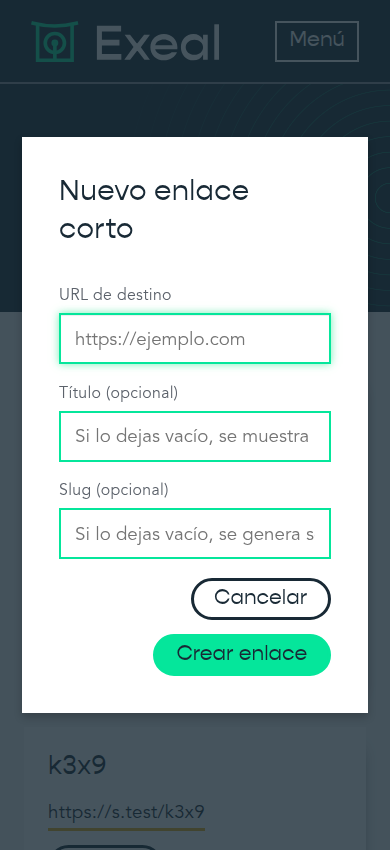 Exeal
Menú
Nuevo enlace
corto
URL de destino
https://ejemplo.com
Título (opcional)
Si lo dejas vacío, se muestra
Slug (opcional)
Si lo dejas vacío, se genera s
Cancelar
Crear enlace
k3x9
https://s.test/k3x9